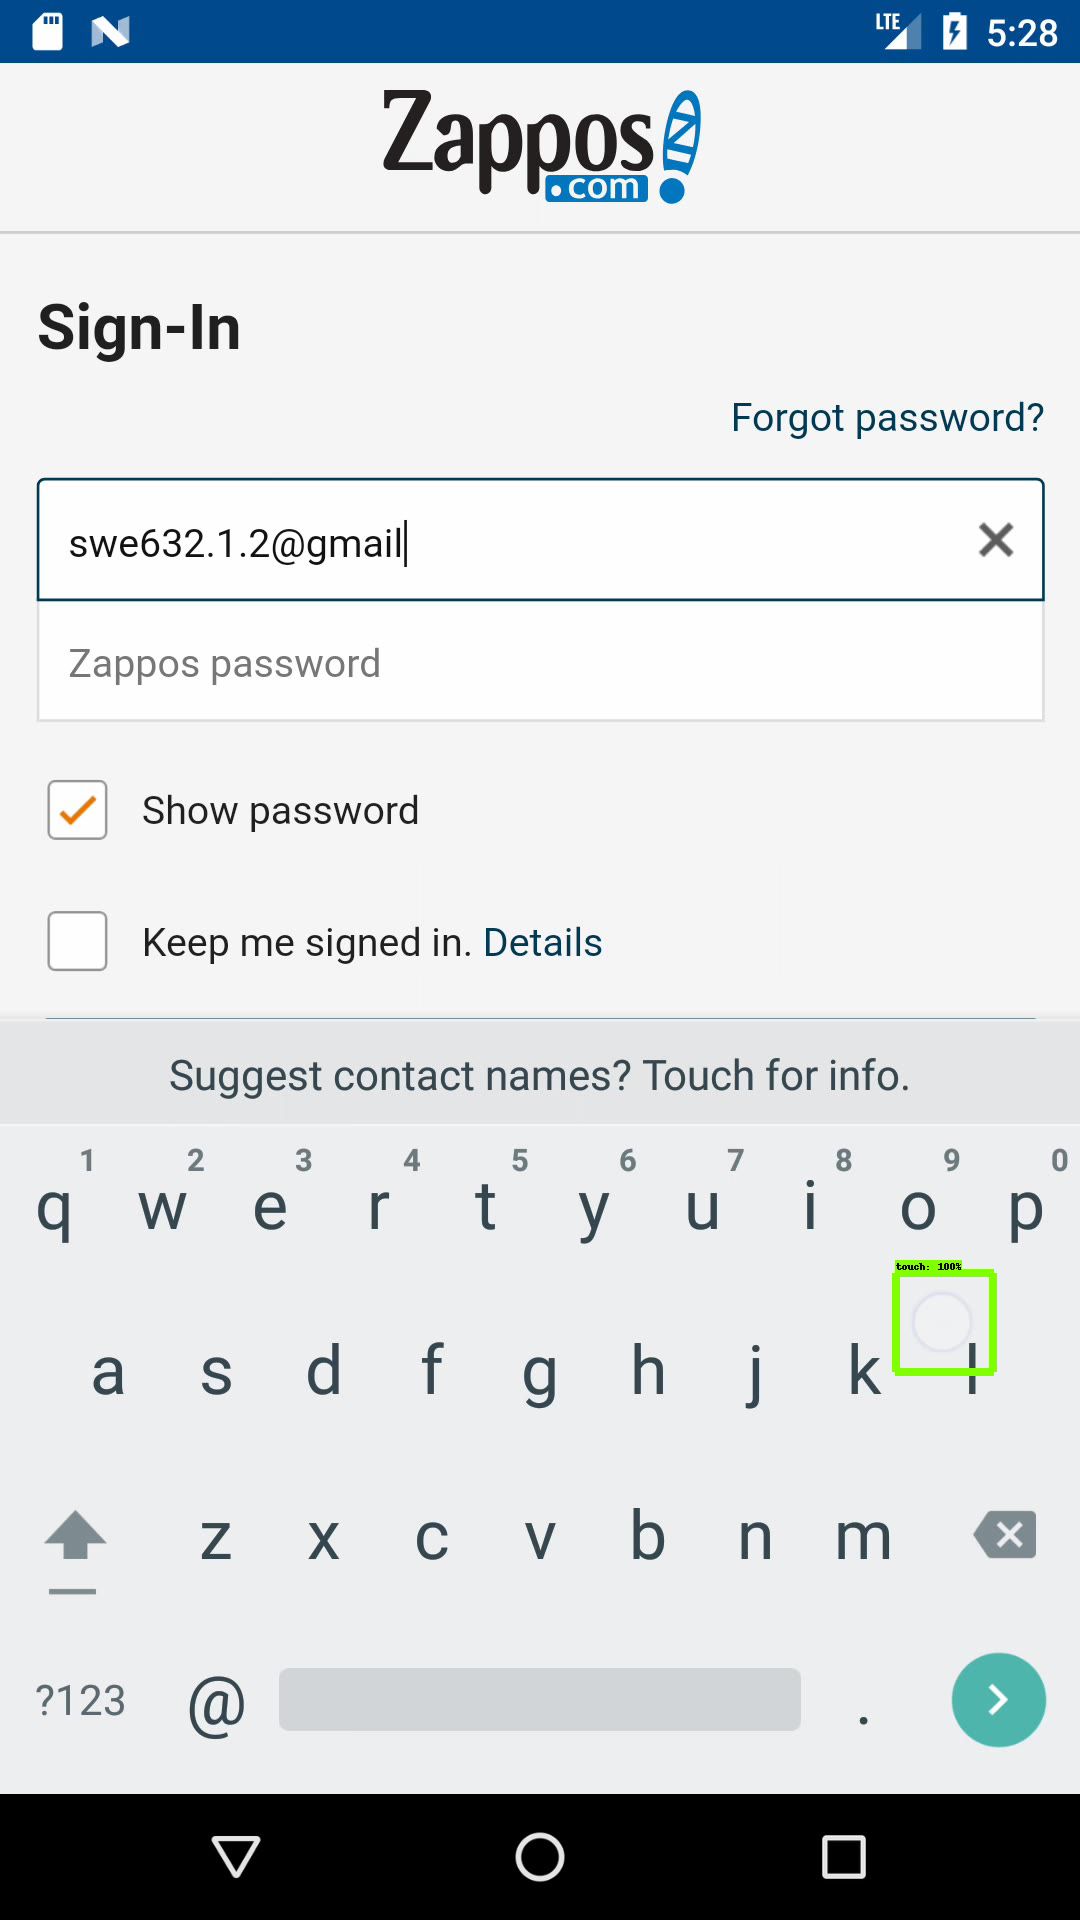 LTE 5:28
Zappos
.com
Sign-In
Forgot password?
swe632.1.2@gmail
Zappos password
Show password
Keep me signed in. Details
Suggest contact names? Touch for info.
1 2 3 4 5 6 7 8 9 0
q w e r t y u i o p
touch: 100%
a s d f g h j k l
z x c v b n m
?123 @ .